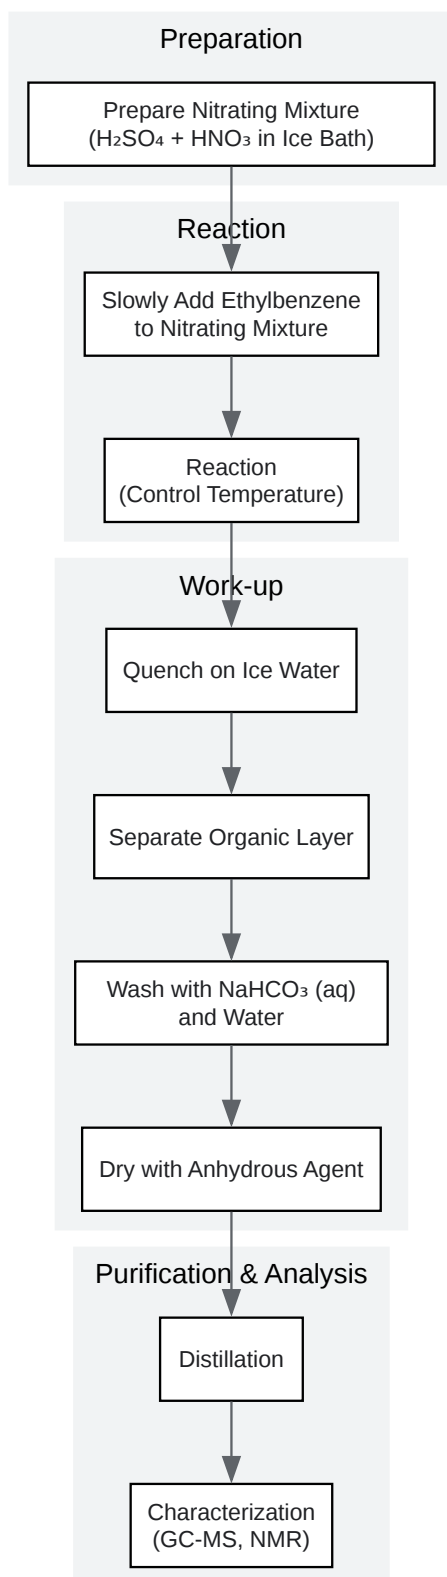 Preparation
Prepare Nitrating Mixture
(H₂SO₄ + HNO₃ in Ice Bath)
Reaction
Slowly Add Ethylbenzene
to Nitrating Mixture
Reaction
(Control Temperature)
Work-up
Quench on Ice Water
Separate Organic Layer
Wash with NaHCO₃ (aq)
and Water
Dry with Anhydrous Agent
Purification & Analysis
Distillation
Characterization
(GC-MS, NMR)